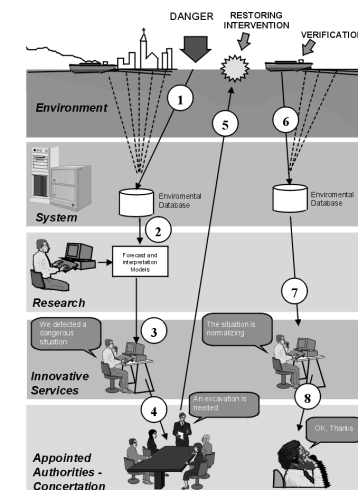 DANGER
RESTORING
INTERVENTION
VERIFICATION
1
5
6
Environment
Enviromental
Database
Enviromental
Database
System
2
Forecast and
interpretation
Models
Research
7
3
We detected a
dangerous
situation
The situation is
normalizing
Innovative
Services
4
8
An excavation is
needed
OK, Thanks
Appointed
Authorities -
Concertation